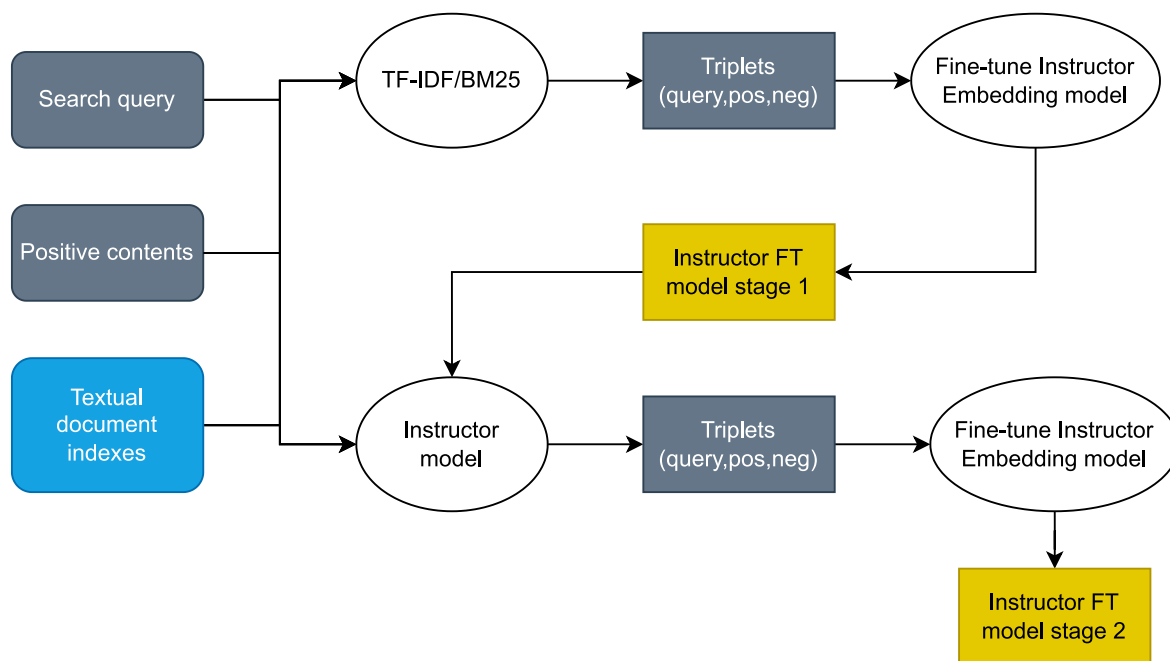 Search query
TF-IDF/BM25
Triplets
(query,pos,neg)
Fine-tune Instructor
Embedding model
Positive contents
Instructor FT
model stage 1
Textual
document
indexes
Instructor
model
Triplets
(query,pos,neg)
Fine-tune Instructor
Embedding model
Instructor FT
model stage 2